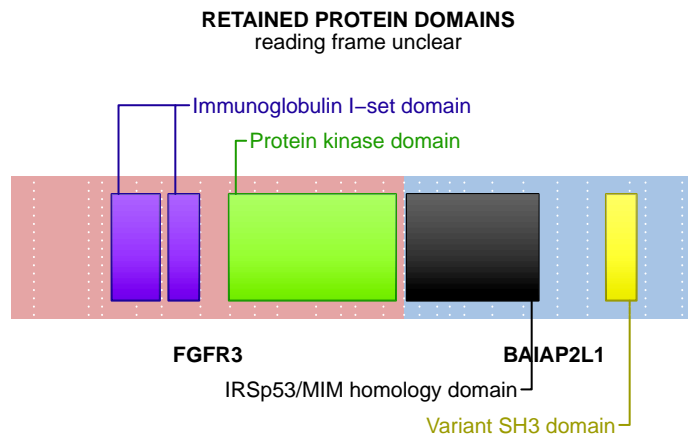 RETAINED PROTEIN DOMAINS
reading frame unclear
Immunoglobulin I−set domain
Protein kinase domain
FGFR3
BAIAP2L1
IRSp53/MIM homology domain
Variant SH3 domain